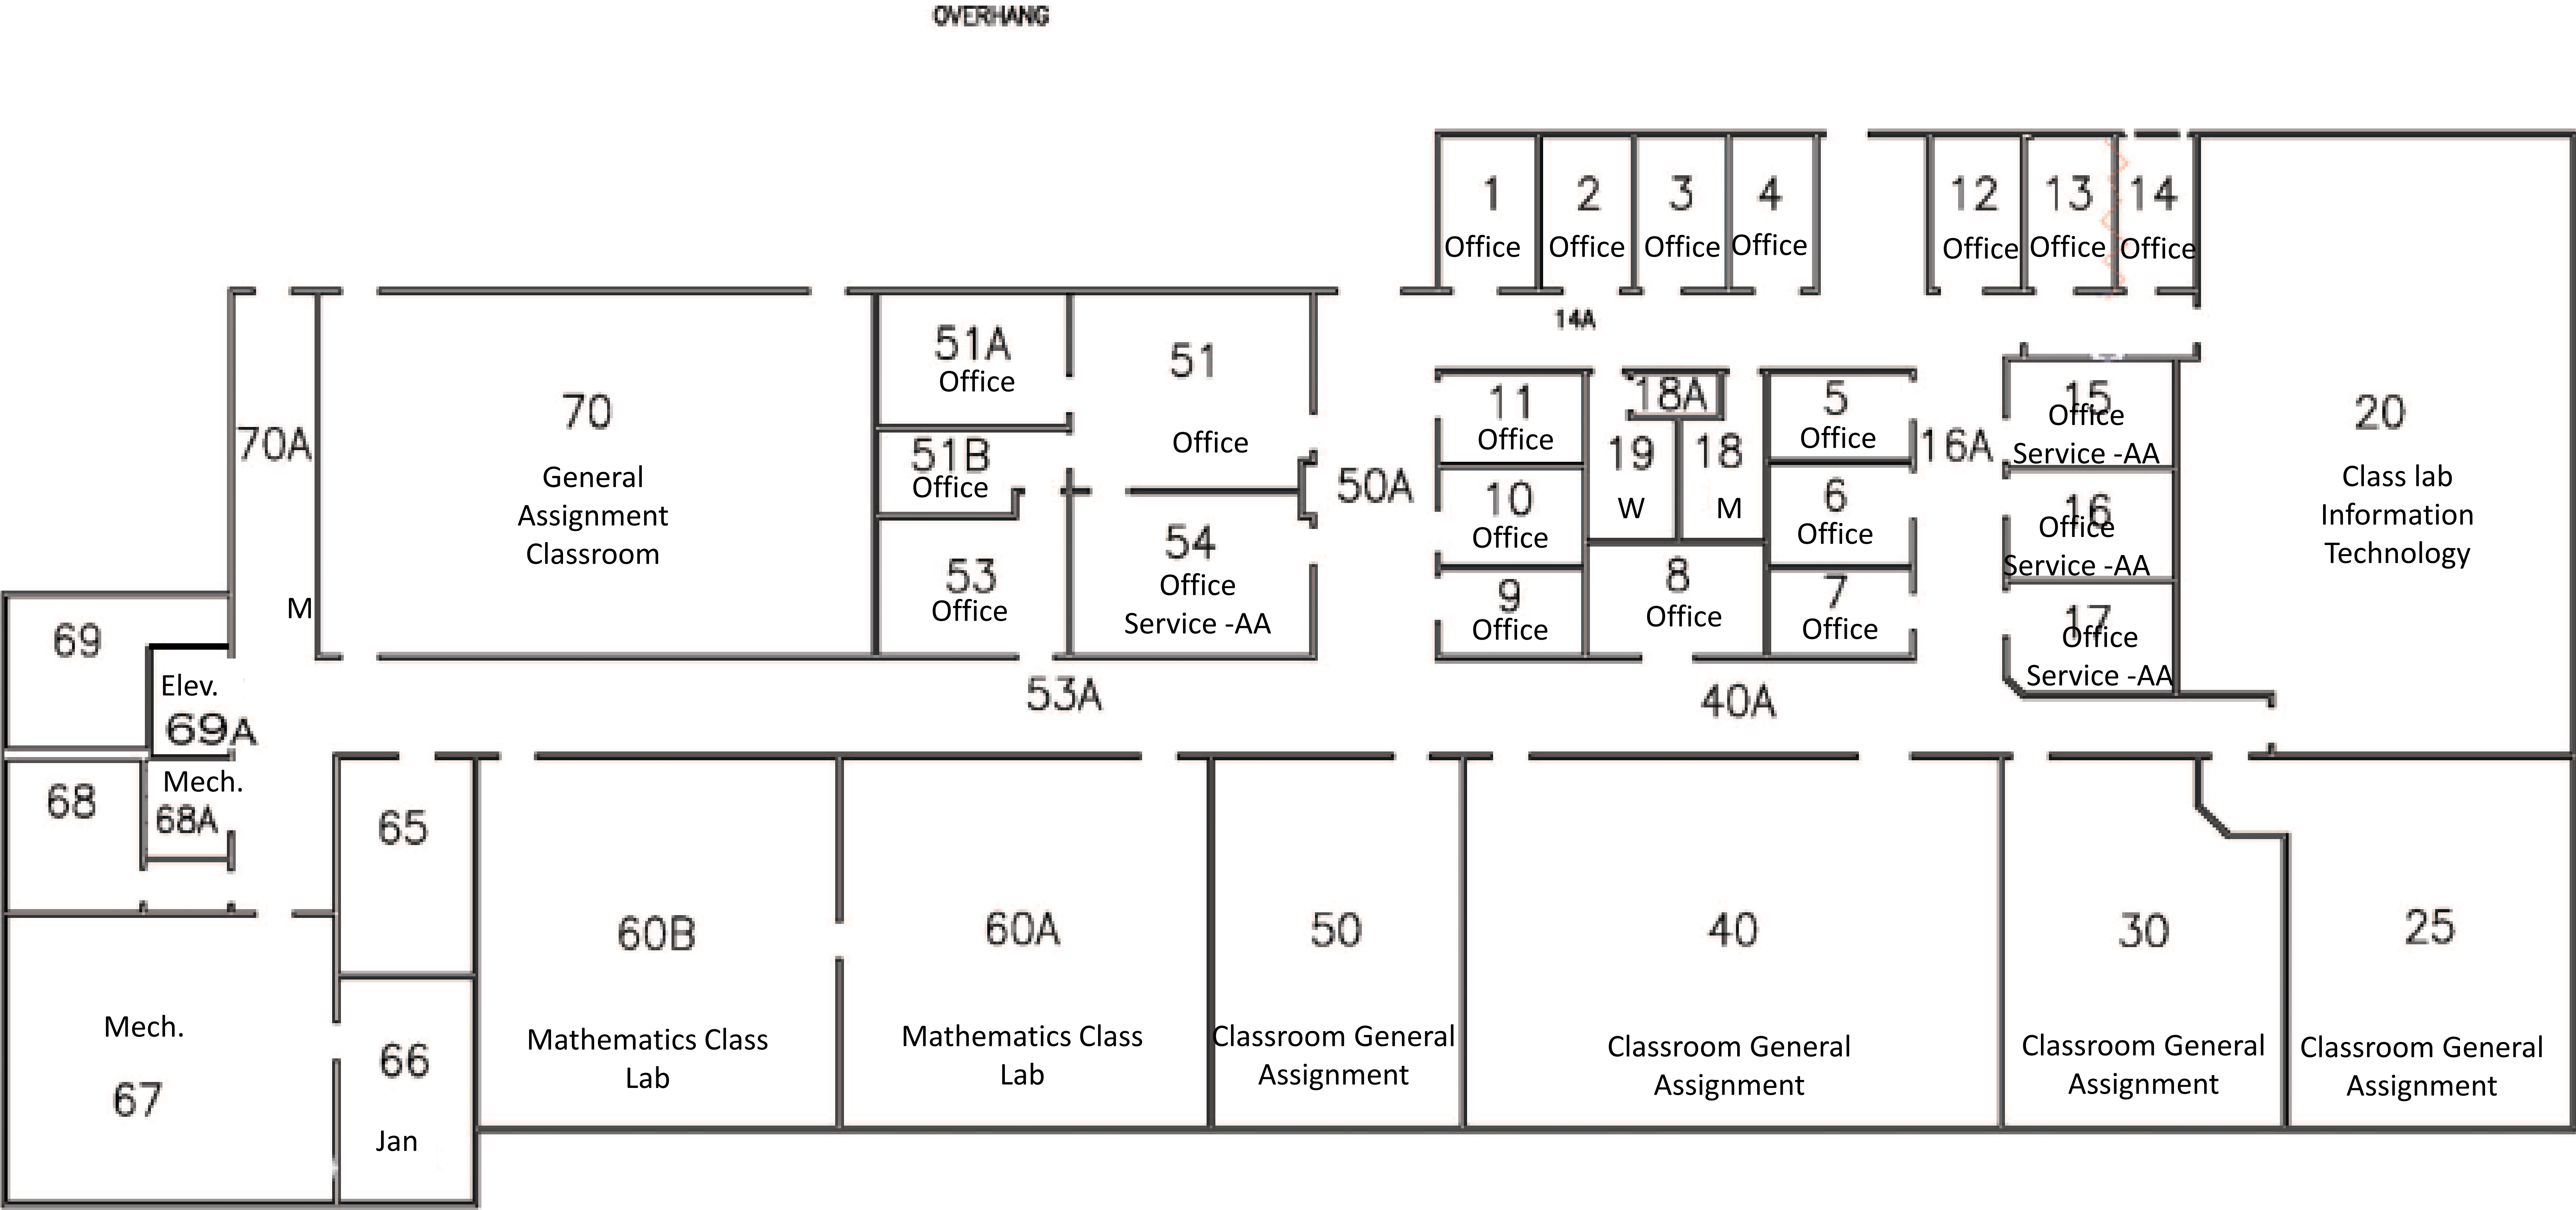 OVERHANG
1
Office
2
Office
3
Office
4
Office
12
Office
13
Office
14
Office
14A
70A
M
70
General
Assignment
Classroom
51A
Office
51B
Office
53
Office
51
Office
54
Office
Service -AA
50A
11
Office
10
Office
9
Office
18A
19
W
18
M
8
Office
5
Office
6
Office
7
Office
16A
15
Office
Service -AA
16
Office
Service -AA
17
Office
Service -AA
20
Class lab
Information
Technology
69
Elev.
69A
53A
40A
68
Mech.
68A
Mech.
67
65
66
Jan
60B
Mathematics Class
Lab
60A
Mathematics Class
Lab
50
Classroom General
Assignment
40
Classroom General
Assignment
30
Classroom General
Assignment
25
Classroom General
Assignment